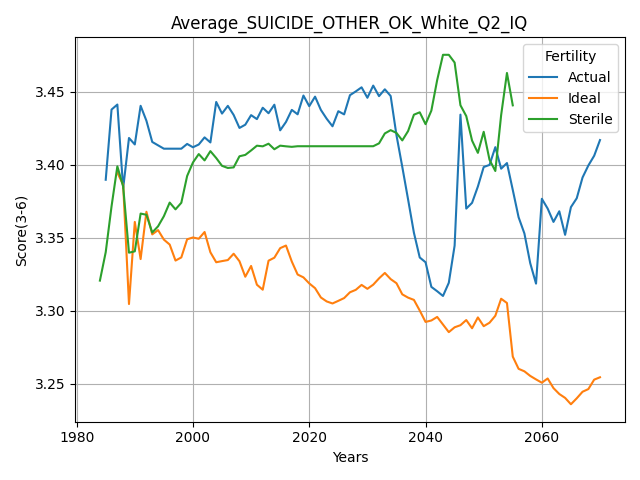 Average_SUICIDE_OTHER_OK_White_Q2_IQ
Fertility
Actual
Ideal
Sterile
3.45
3.40
3.35
3.30
3.25
Score(3-6)
1980
2000
2020
2040
2060
Years